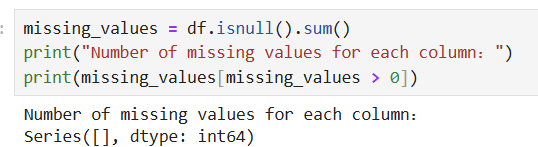 missing_values = df.isnull().sum()
print("Number of missing values for each column：")
print(missing_values[missing_values > 0])
Number of missing values for each column：
Series([], dtype: int64)